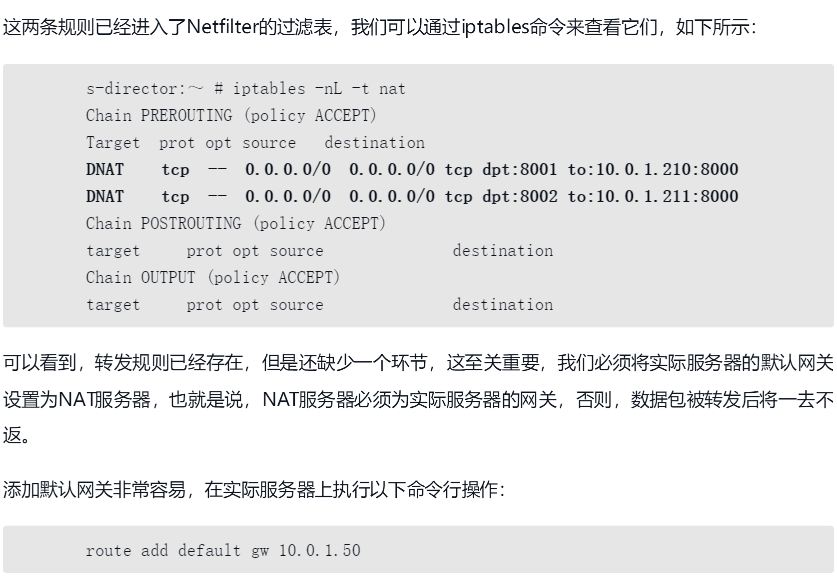 这两条规则已经进入了Netfilter的过滤表，我们可以通过iptables命令来查看它们，如下所示：
s-director:～ # iptables -nL -t nat
Chain PREROUTING (policy ACCEPT)
Target prot opt source destination
DNAT tcp -- 0.0.0.0/0 0.0.0.0/0 tcp dpt:8001 to:10.0.1.210:8000
DNAT tcp -- 0.0.0.0/0 0.0.0.0/0 tcp dpt:8002 to:10.0.1.211:8000
Chain POSTROUTING (policy ACCEPT)
target prot opt source destination
Chain OUTPUT (policy ACCEPT)
target prot opt source destination
可以看到，转发规则已经存在，但是还缺少一个环节，这至关重要，我们必须将实际服务器的默认网关
设置为NAT服务器，也就是说，NAT服务器必须为实际服务器的网关，否则，数据包被转发后将一去不
返。
添加默认网关非常容易，在实际服务器上执行以下命令行操作：
route add default gw 10.0.1.50